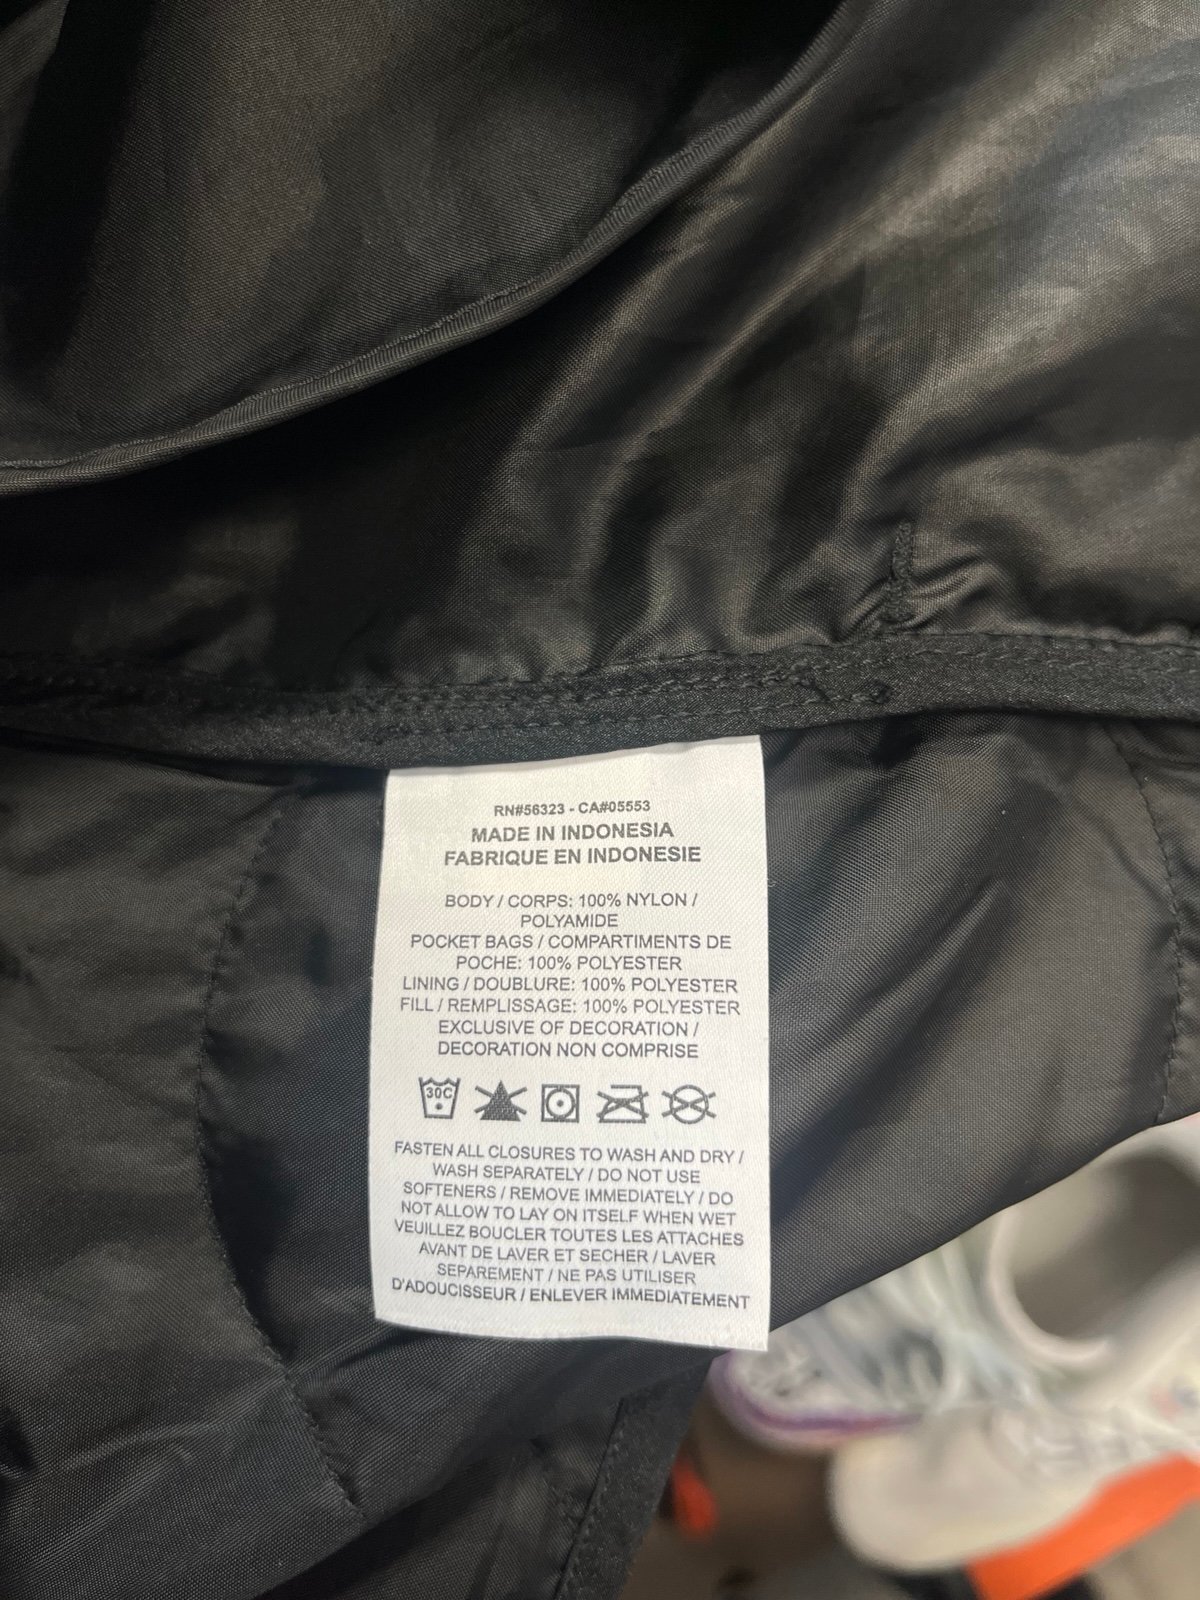 RN#56323 - CA#05553
MADE IN INDONESIA
FABRIQUE EN INDONESIE
BODY / CORPS: 100% NYLON /
POLYAMIDE
POCKET BAGS / COMPARTIMENTS DE
POCHE: 100% POLYESTER
LINING / DOUBLURE: 100% POLYESTER
FILL / REMPLISSAGE: 100% POLYESTER
EXCLUSIVE OF DECORATION /
DECORATION NON COMPRISE
30C
FASTEN ALL CLOSURES TO WASH AND DRY /
WASH SEPARATELY / DO NOT USE
SOFTENERS / REMOVE IMMEDIATELY / DO
NOT ALLOW TO LAY ON ITSELF WHEN WET
VEUILLEZ BOUCLER TOUTES LES ATTACHES
AVANT DE LAVER ET SECHER / LAVER
SEPAREMENT / NE PAS UTILISER
D'ADOUCISSEUR / ENLEVER IMMEDIATEMENT